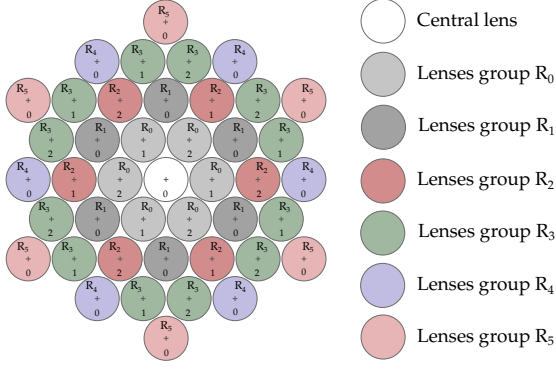 R₅
+
0
R₄ R₃ R₃ R₄
+ + + +
0 1 2 0
R₅ R₃ R₂ R₁ R₂ R₃ R₅
+ + + + + + +
0 1 2 0 1 2 0
R₃ R₁ R₀ R₀ R₁ R₃
+ + + + + +
2 0 1 2 0 1
R₄ R₂ R₀ R₀ R₂ R₄
+ + + + + + +
0 1 2 0 1 2 0
R₃ R₁ R₀ R₀ R₁ R₃
+ + + + + +
2 0 1 2 0 1
R₅ R₃ R₂ R₁ R₂ R₃ R₅
+ + + + + + +
0 1 2 0 1 2 0
R₄ R₃ R₃ R₄
+ + + +
0 1 2 0
R₅
+
0
Central lens
Lenses group R₀
Lenses group R₁
Lenses group R₂
Lenses group R₃
Lenses group R₄
Lenses group R₅